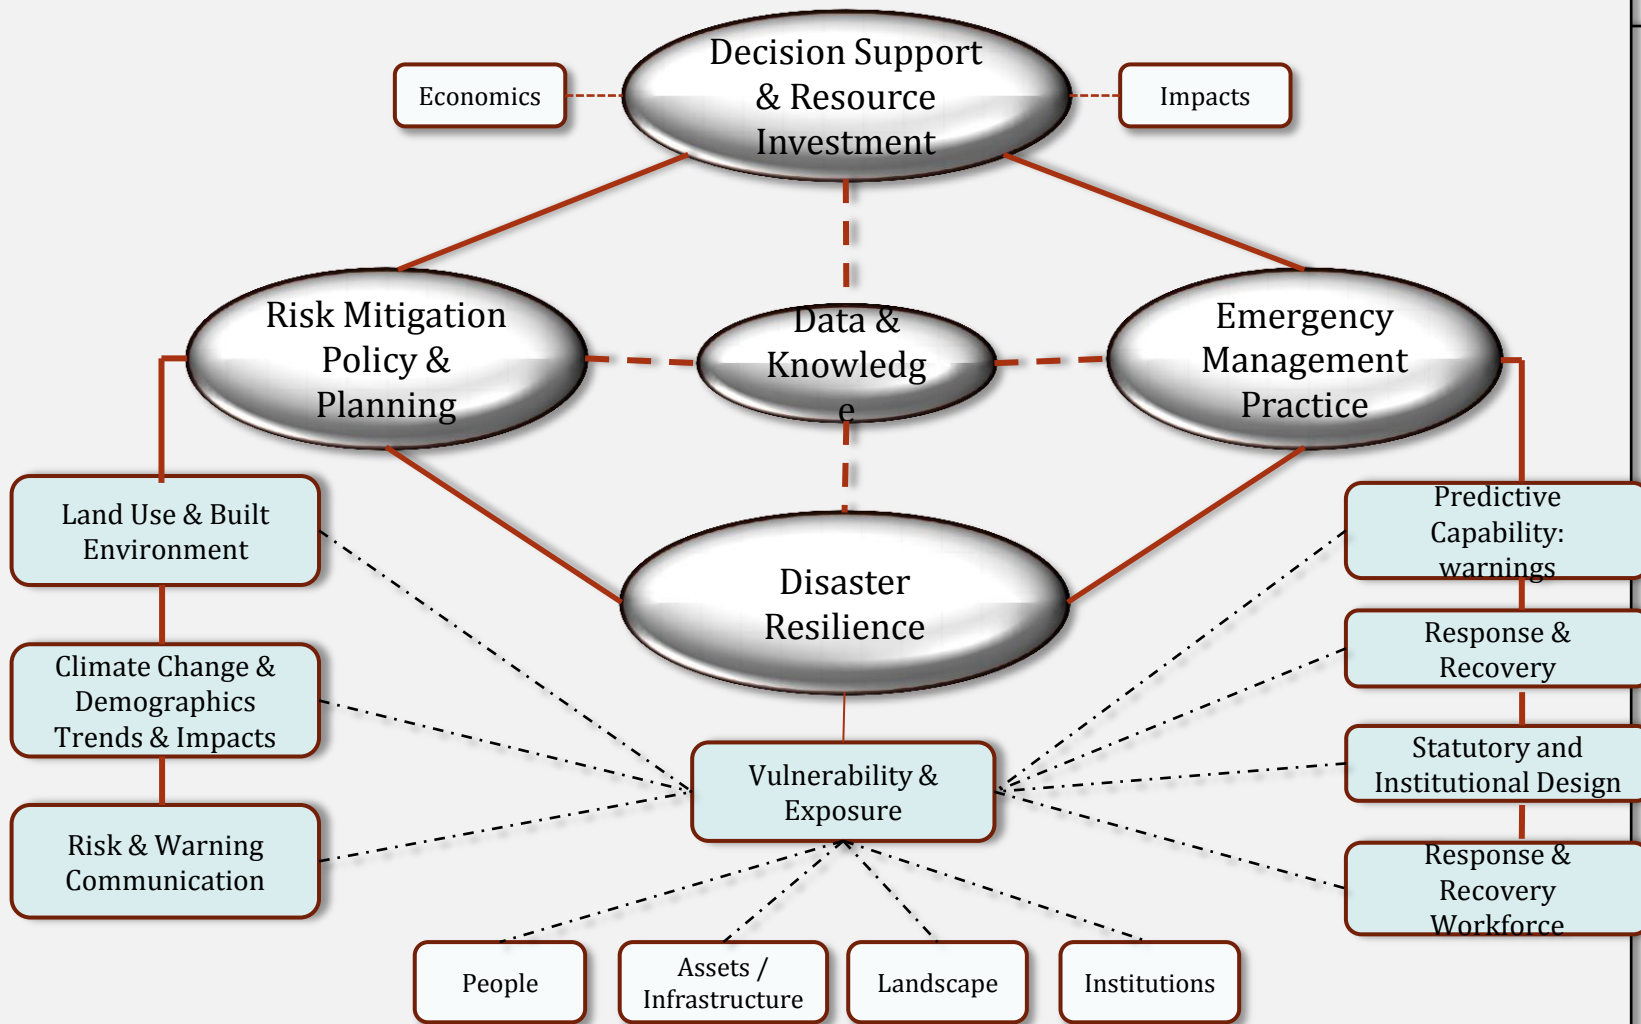 Decision Support
& Resource
Investment
Economics
Impacts
Risk Mitigation
Policy &
Planning
Data &
Knowledg
e
Emergency
Management
Practice
Land Use & Built
Environment
Disaster
Resilience
Predictive
Capability:
warnings
Climate Change &
Demographics
Trends & Impacts
Response &
Recovery
Vulnerability &
Exposure
Statutory and
Institutional Design
Risk & Warning
Communication
Response &
Recovery
Workforce
People
Assets /
Infrastructure
Landscape
Institutions